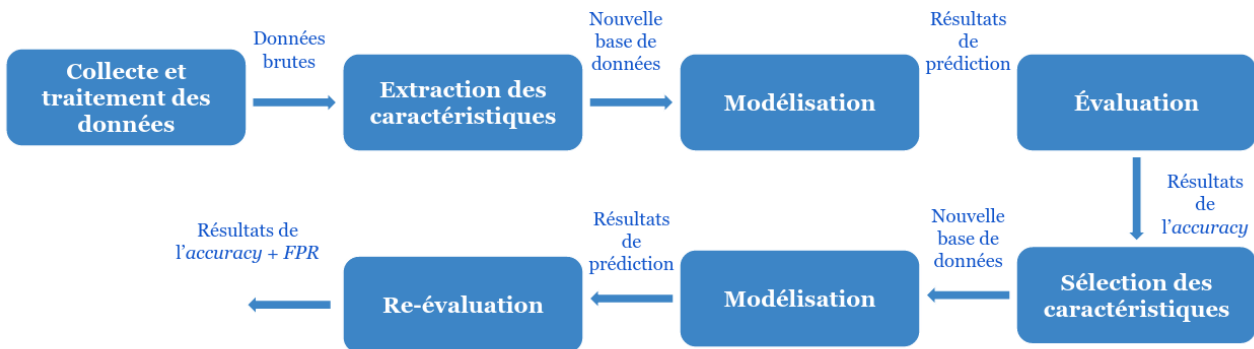 Collecte et
traitement des
données
Données
brutes
Extraction des
caractéristiques
Nouvelle
base de
données
Modélisation
Résultats
de
prédiction
Évaluation
Résultats
de
l'accuracy
Sélection des
caractéristiques
Nouvelle
base de
données
Modélisation
Résultats
de
prédiction
Re-évaluation
Résultats de
l'accuracy + FPR